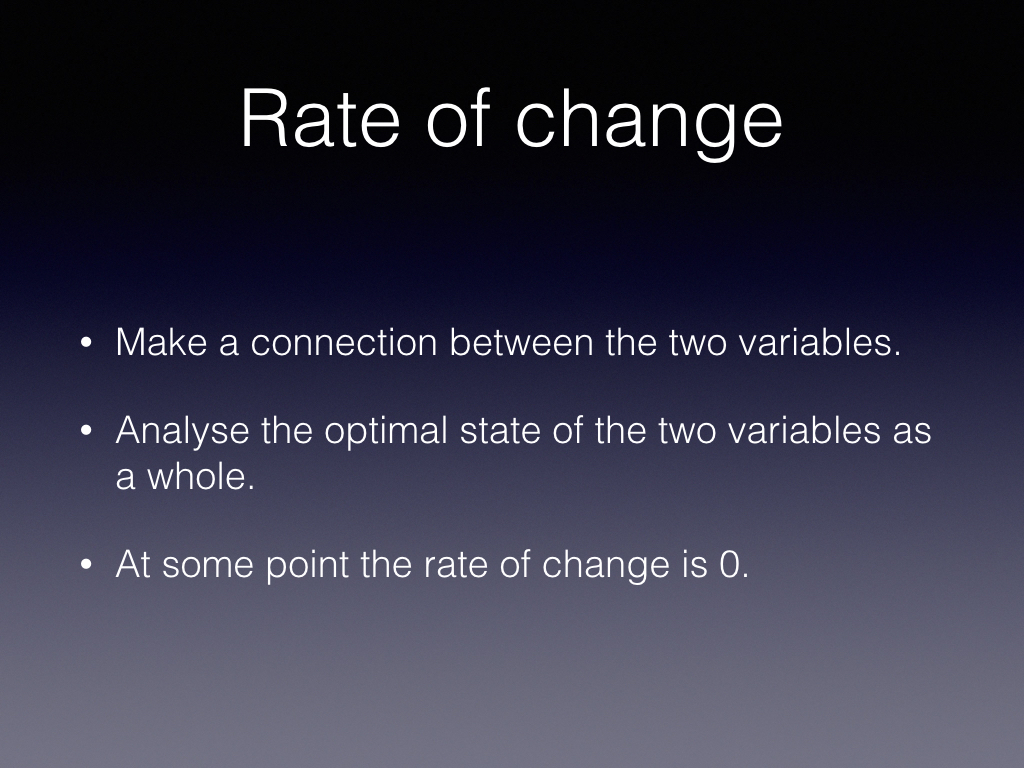 Rate of change
• Make a connection between the two variables.
• Analyse the optimal state of the two variables as
a whole.
• At some point the rate of change is 0.